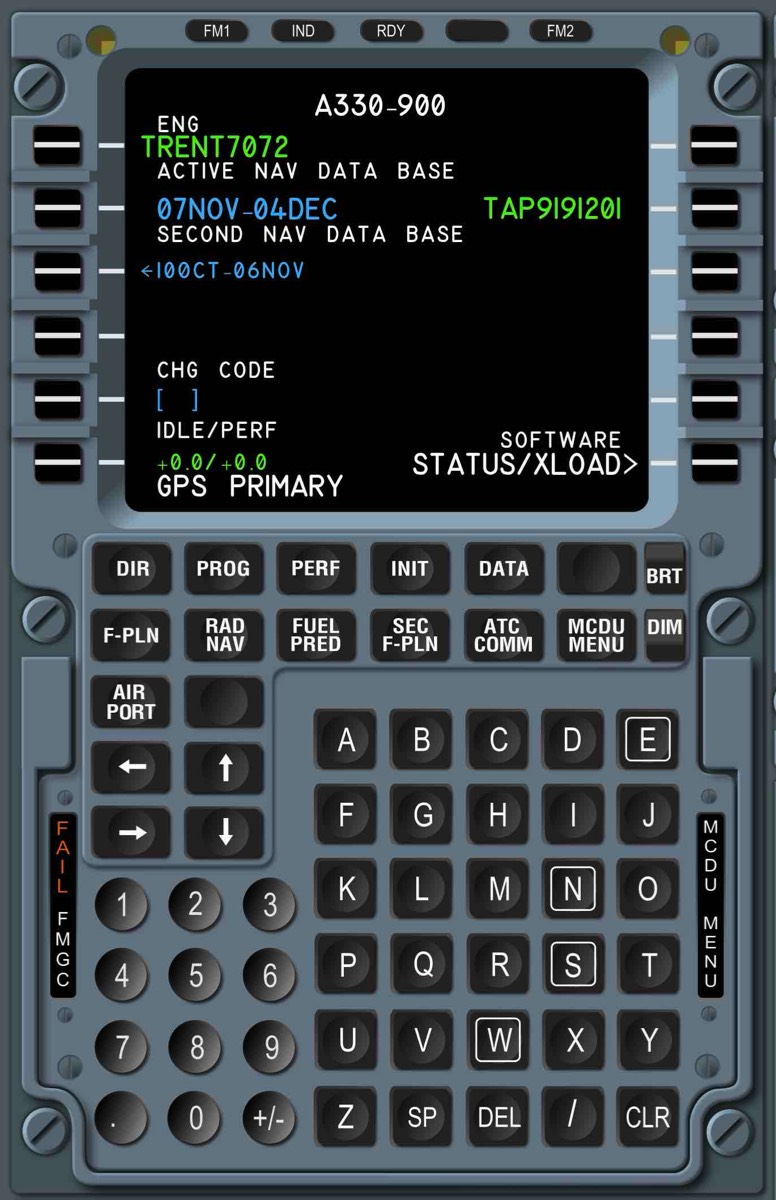 FM1 IND RDY FM2
A330-900
ENG
TRENT7072
ACTIVE NAV DATA BASE
07NOV-04DEC TAP9191201
SECOND NAV DATA BASE
←10OCT-06NOV
CHG CODE
[ ]
IDLE/PERF
SOFTWARE
+0.0/+0.0 STATUS/XLOAD>
GPS PRIMARY
DIR PROG PERF INIT DATA BRT
F-PLN RAD NAV FUEL PRED SEC F-PLN ATC COMM MCDU MENU DIM
AIR PORT
← ↑
→ ↓
A B C D E
F G H I J
K L M N O
P Q R S T
U V W X Y
Z SP DEL / CLR
1 2 3
4 5 6
7 8 9
. 0 +/-
FAIL FMGC
MCDU MENU